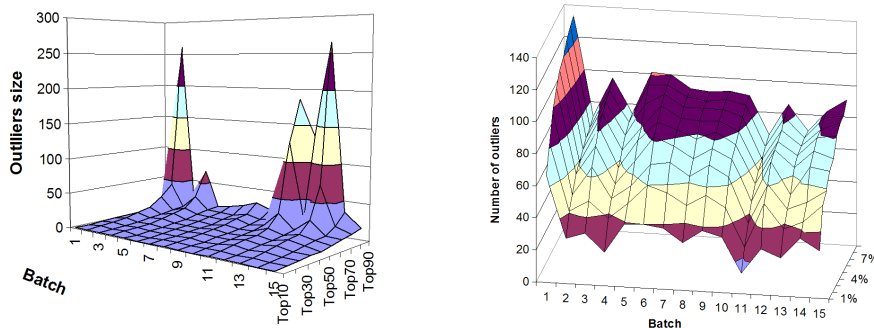 Outliliers size
300
250
200
150
100
50
0
1
3
5
7
9
11
13
15
Batch
Top10
Top30
Top50
Top70
Top90
Number of outliers
140
120
100
80
60
40
20
0
1 2 3 4 5 6 7 8 9 10 11 12 13 14 15
Batch
7%
4%
1%